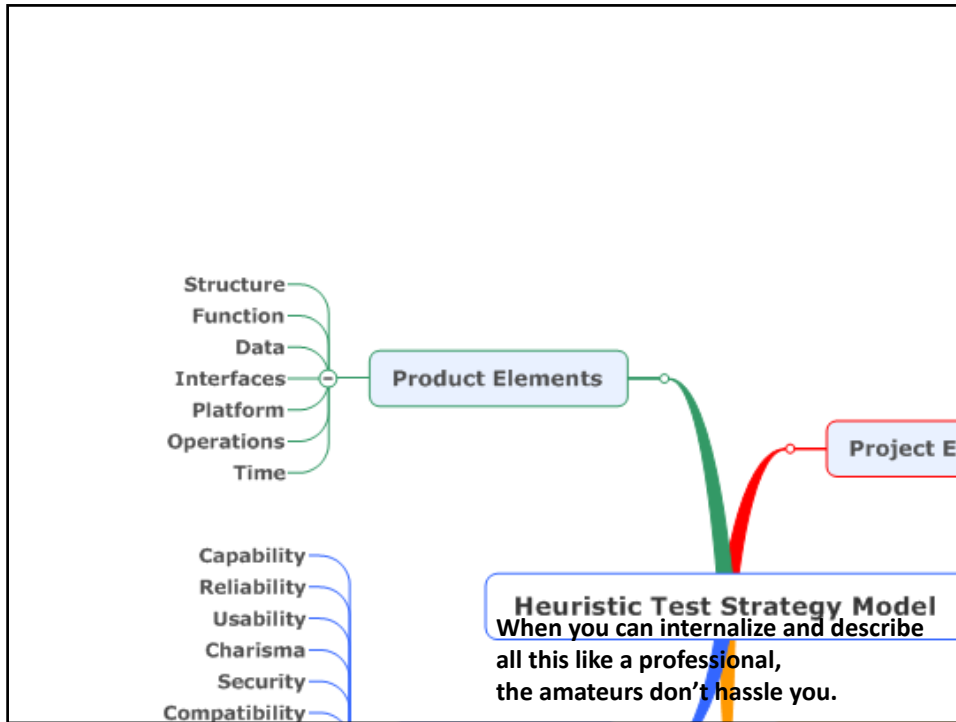 Structure
Function
Data
Interfaces
Platform
Operations
Time
Product Elements
Project E
Capability
Reliability
Usability
Charisma
Security
Compatibility
Heuristic Test Strategy Model
When you can internalize and describe
all this like a professional,
the amateurs don’t hassle you.